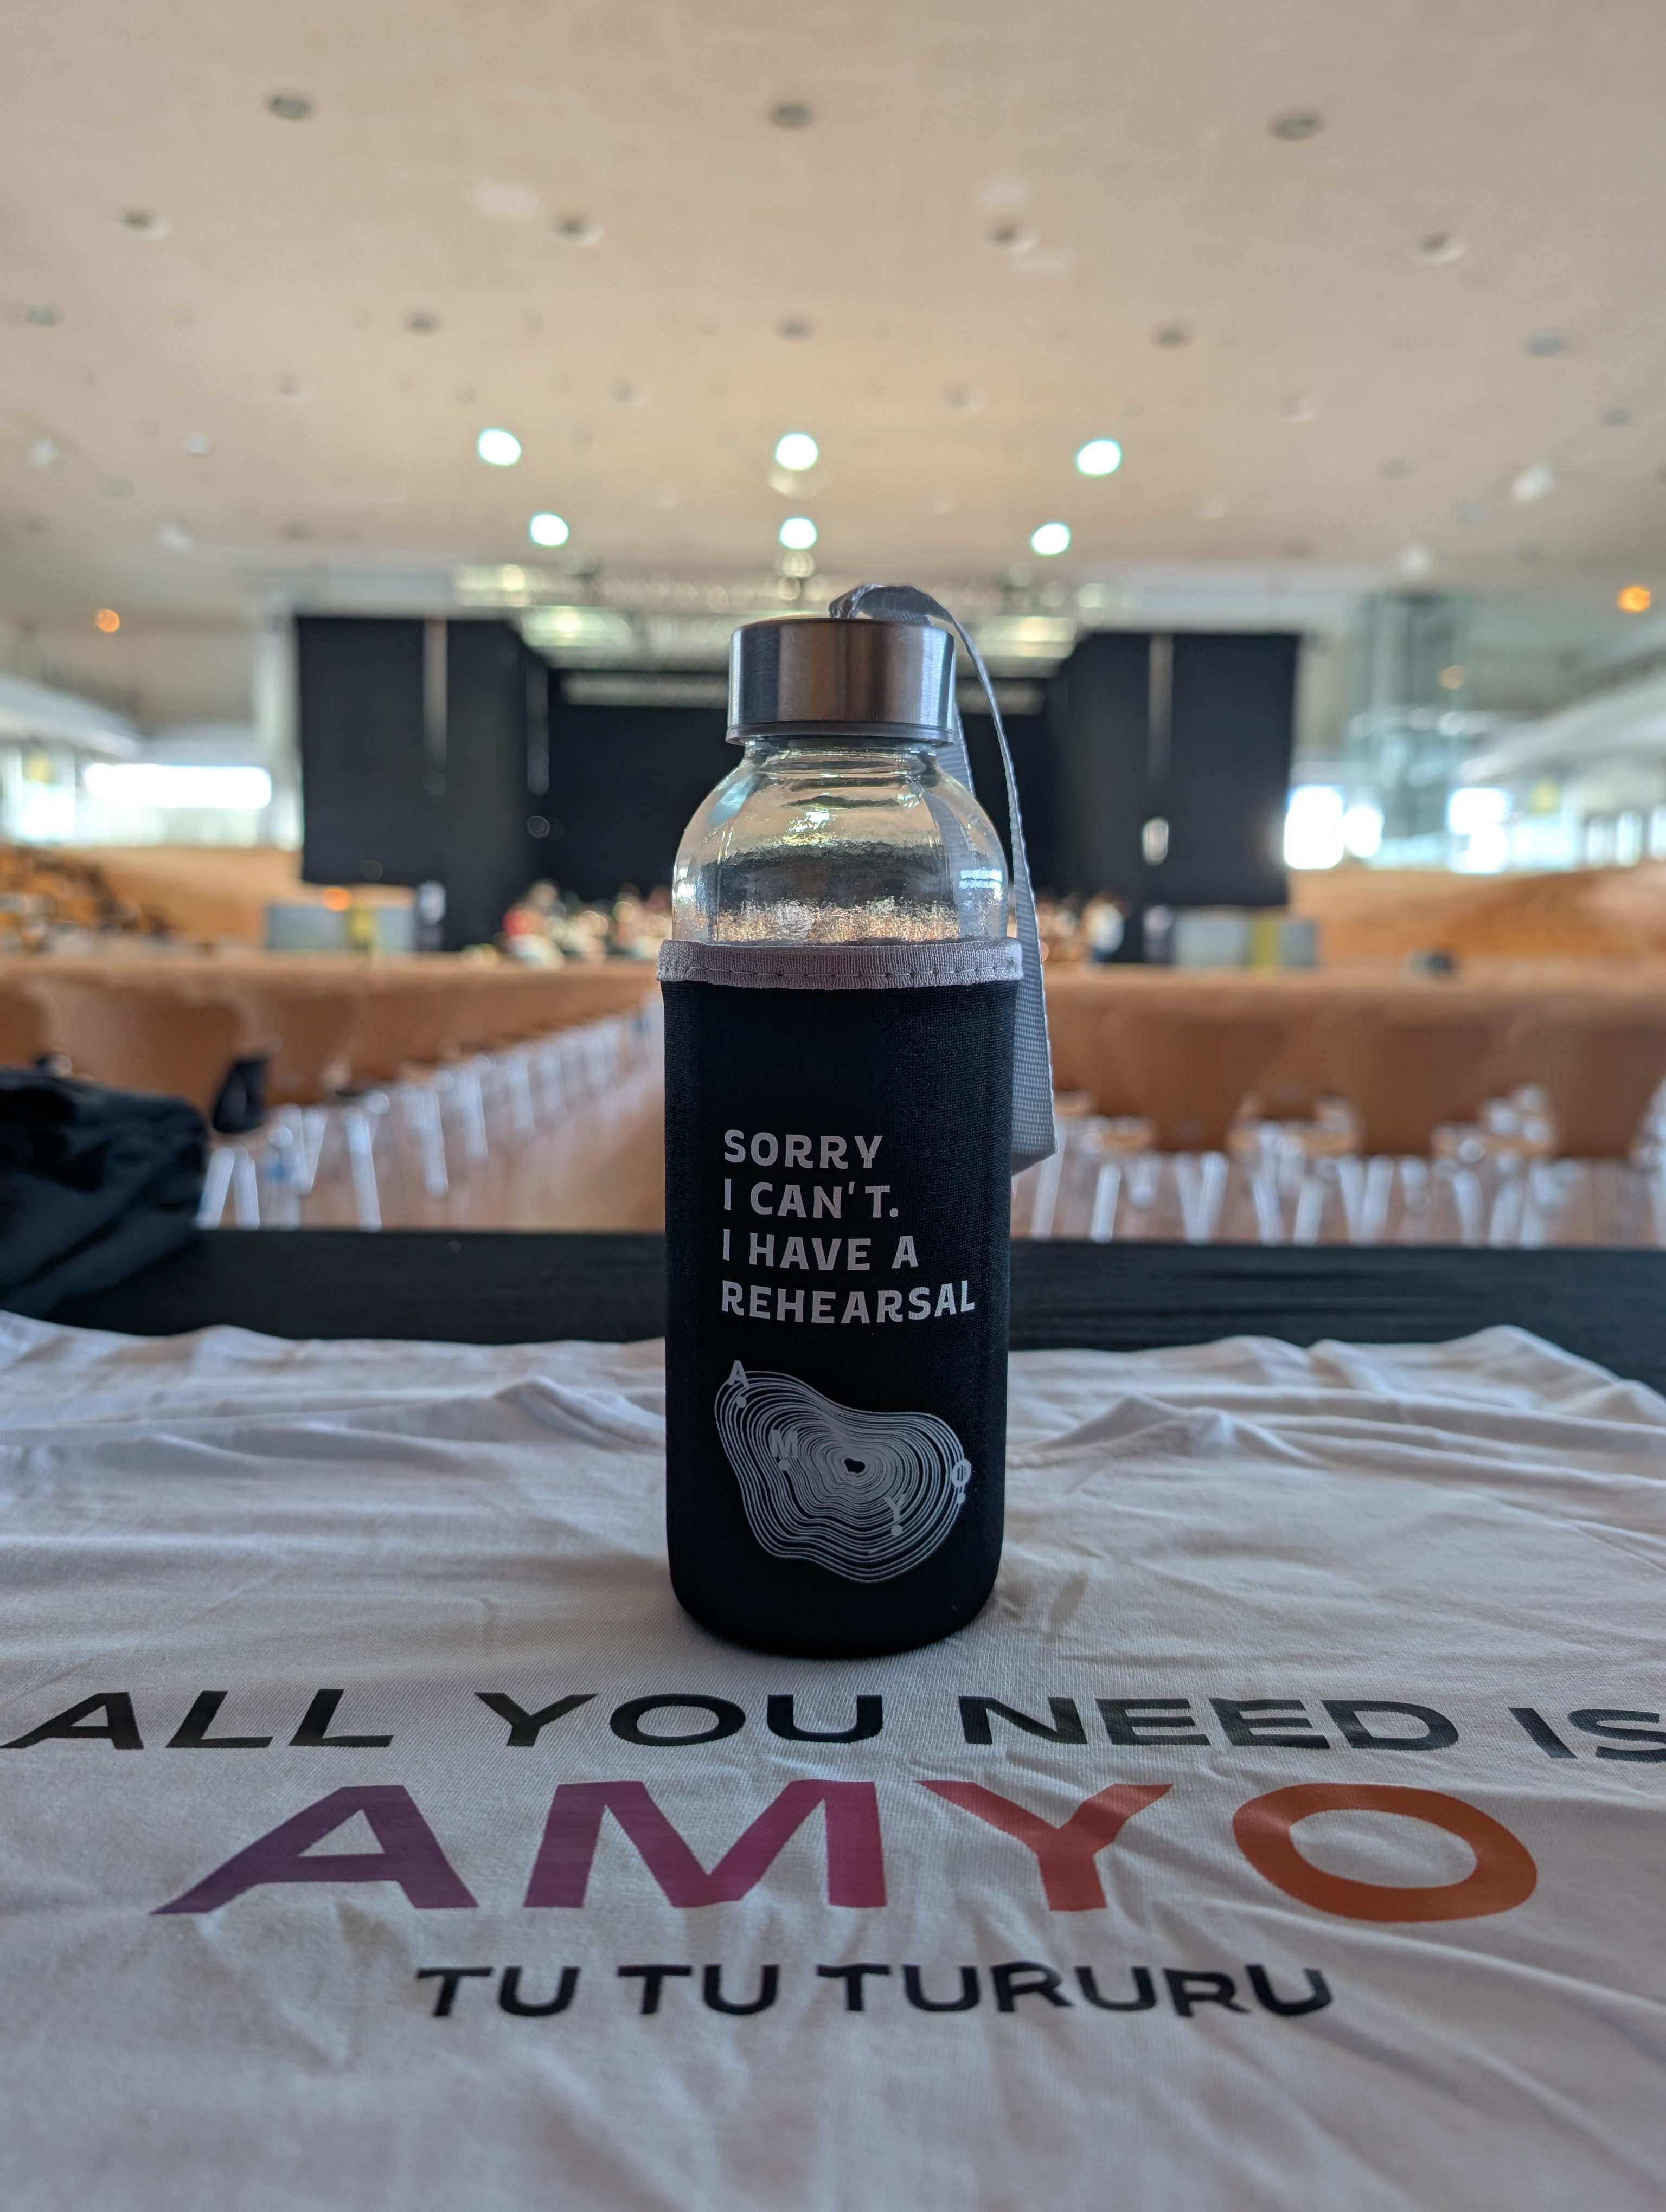 SORRY
I CAN'T.
I HAVE A
REHEARSAL
A
M
O
Y
ALL YOU NEED IS
AMYO
TU TU TURURU